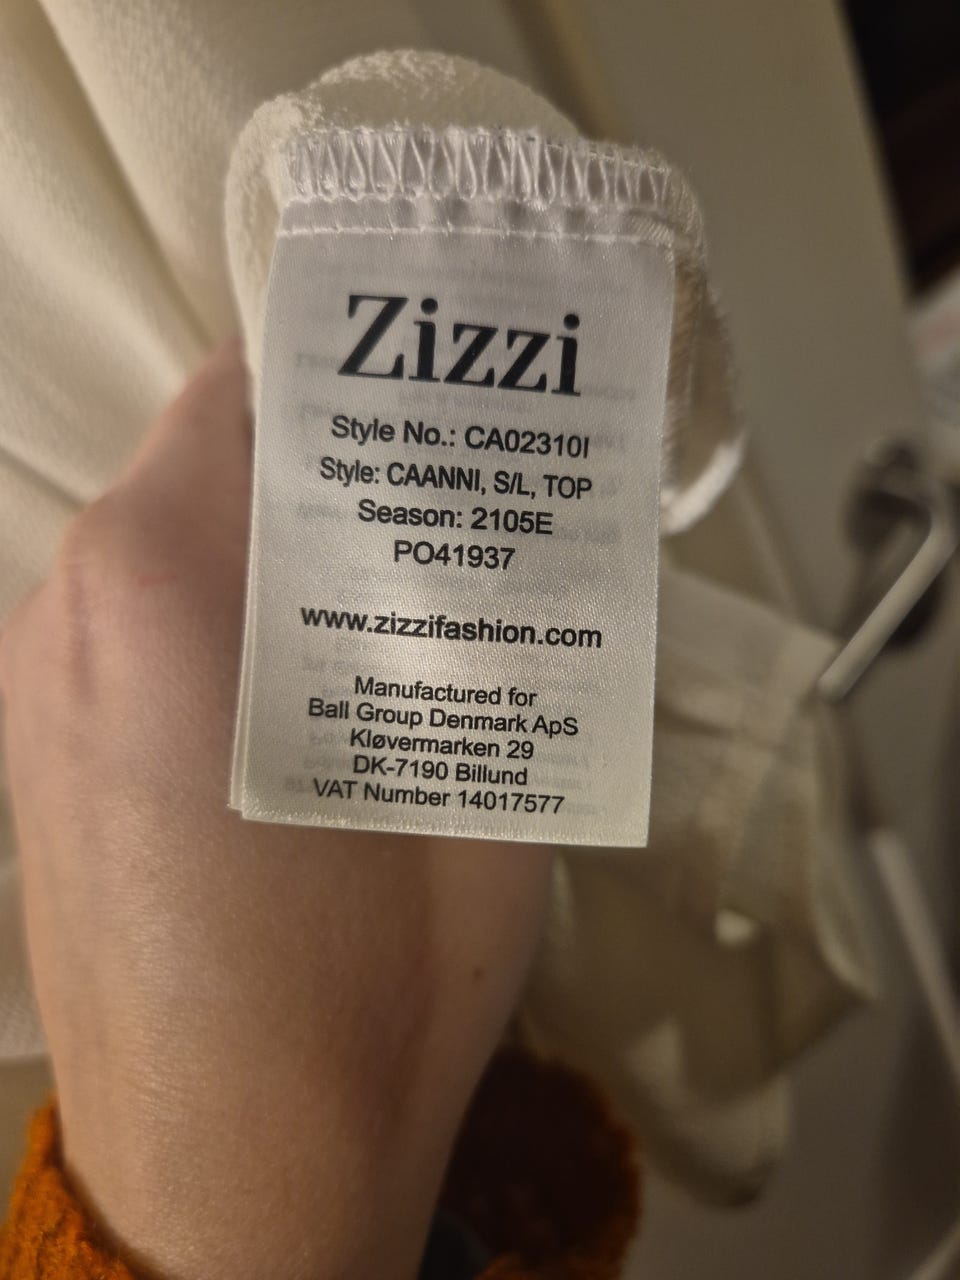 Zizzi
Style No.: CA02310I
Style: CAANNI, S/L, TOP
Season: 2105E
PO41937
www.zizzifashion.com
Manufactured for
Ball Group Denmark ApS
Kløvermarken 29
DK-7190 Billund
VAT Number 14017577